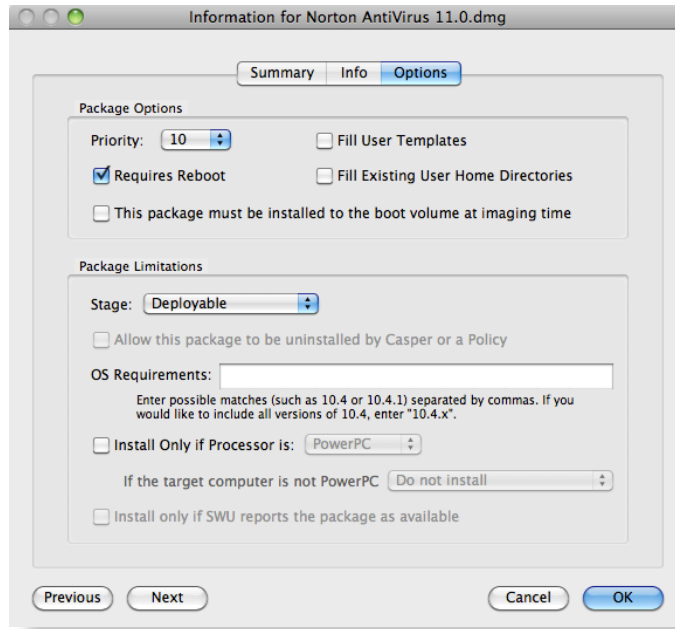 Information for Norton AntiVirus 11.0.dmg
Summary Info Options
Package Options
Priority: 10 Fill User Templates
Requires Reboot Fill Existing User Home Directories
This package must be installed to the boot volume at imaging time
Package Limitations
Stage: Deployable
Allow this package to be uninstalled by Casper or a Policy
OS Requirements:
Enter possible matches (such as 10.4 or 10.4.1) separated by commas. If you
would like to include all versions of 10.4, enter "10.4.x".
Install Only if Processor is: PowerPC
If the target computer is not PowerPC Do not install
Install only if SWU reports the package as available
Previous Next Cancel OK